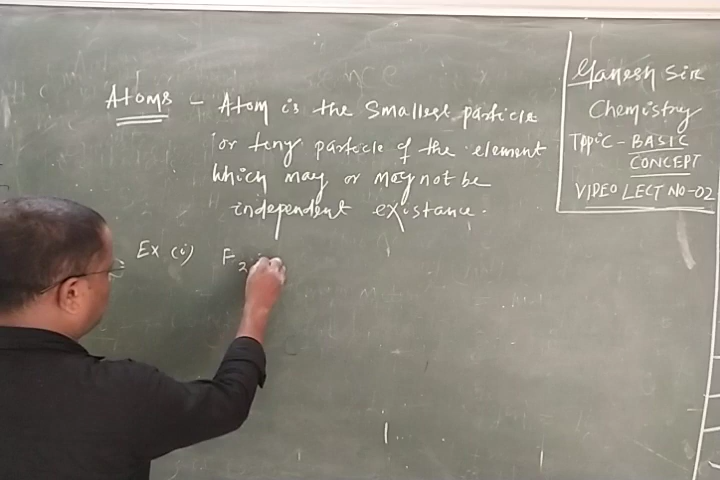 Atoms - Atom is the smallest particle
or teny particle of the element
which may or may not be
independent existance.
Ex (i) F2
Ganesh Sir
Chemistry
Topic - BASIC
CONCEPT
VIDEO LECT NO-02